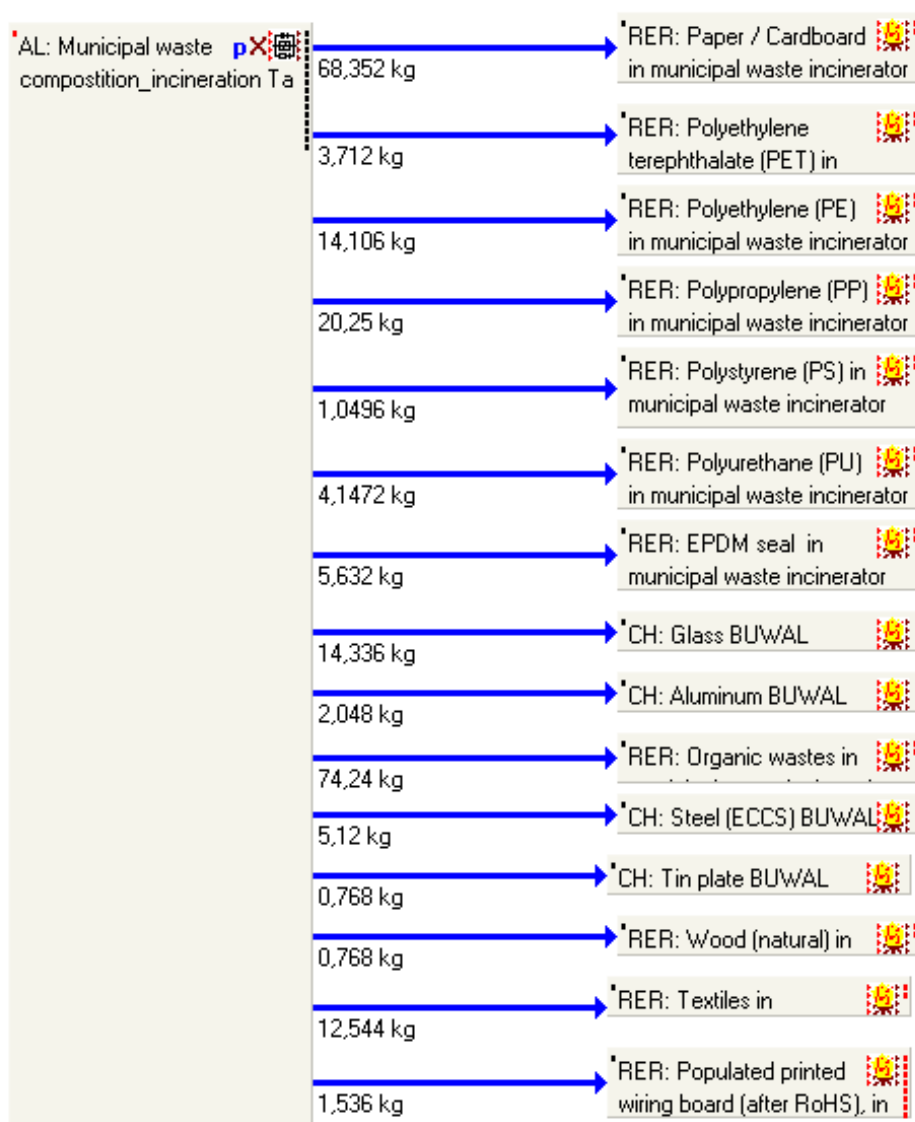 AL: Municipal waste pX
compostition_incineration Ta
68,352 kg
RER: Paper / Cardboard
in municipal waste incinerator
3,712 kg
RER: Polyethylene
terephthalate (PET) in
14,106 kg
RER: Polyethylene (PE)
in municipal waste incinerator
20,25 kg
RER: Polypropylene (PP)
in municipal waste incinerator
1,0496 kg
RER: Polystyrene (PS) in
municipal waste incinerator
4,1472 kg
RER: Polyurethane (PU)
in municipal waste incinerator
5,632 kg
RER: EPDM seal in
municipal waste incinerator
14,336 kg
CH: Glass BUWAL
2,048 kg
CH: Aluminum BUWAL
74,24 kg
RER: Organic wastes in
5,12 kg
CH: Steel (ECCS) BUWAL
0,768 kg
CH: Tin plate BUWAL
0,768 kg
RER: Wood (natural) in
12,544 kg
RER: Textiles in
1,536 kg
RER: Populated printed
wiring board (after RoHS), in